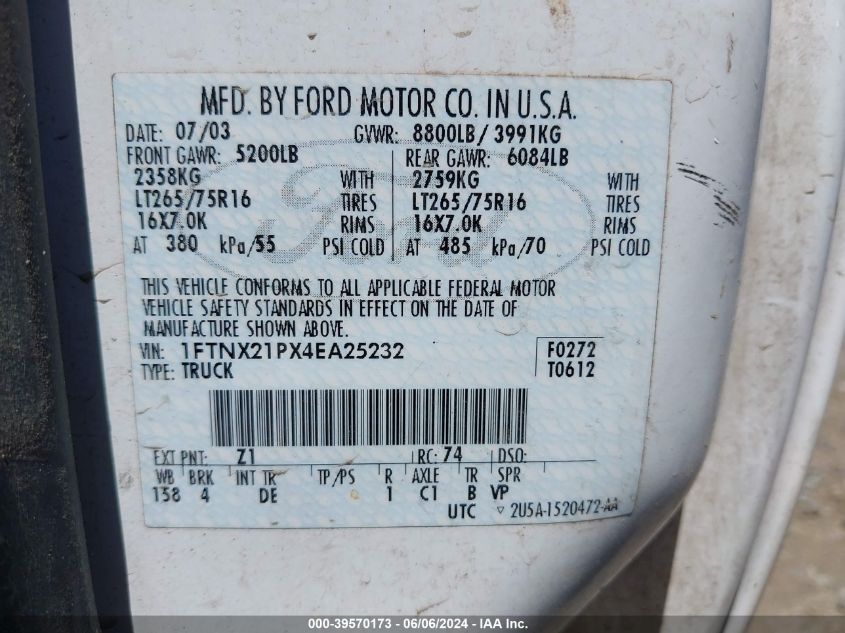 MFD. BY FORD MOTOR CO. IN U.S.A.
DATE: 07/03 GVWR: 8800LB/ 3991KG
FRONT GAWR: 5200LB REAR GAWR: 6084LB
2358KG WITH 2759KG WITH
LT265/75R16 TIRES LT265/75R16 TIRES
16X7.0K RIMS 16X7.0K RIMS
AT 380 kPa/55 PSI COLD AT 485 kPa/70 PSI COLD
THIS VEHICLE CONFORMS TO ALL APPLICABLE FEDERAL MOTOR
VEHICLE SAFETY STANDARDS IN EFFECT ON THE DATE OF
MANUFACTURE SHOWN ABOVE.
VIN: 1FTNX21PX4EA25232 F0272
TYPE: TRUCK T0612
EXT PNT: Z1 RC: 74 DSO:
WB BRK INT TR TP/PS R AXLE TR SPR
158 4 DE 1 C1 B VP
UTC ▽ 2U5A-1520472-AA
000-39570173 - 06/06/2024 - IAA Inc.